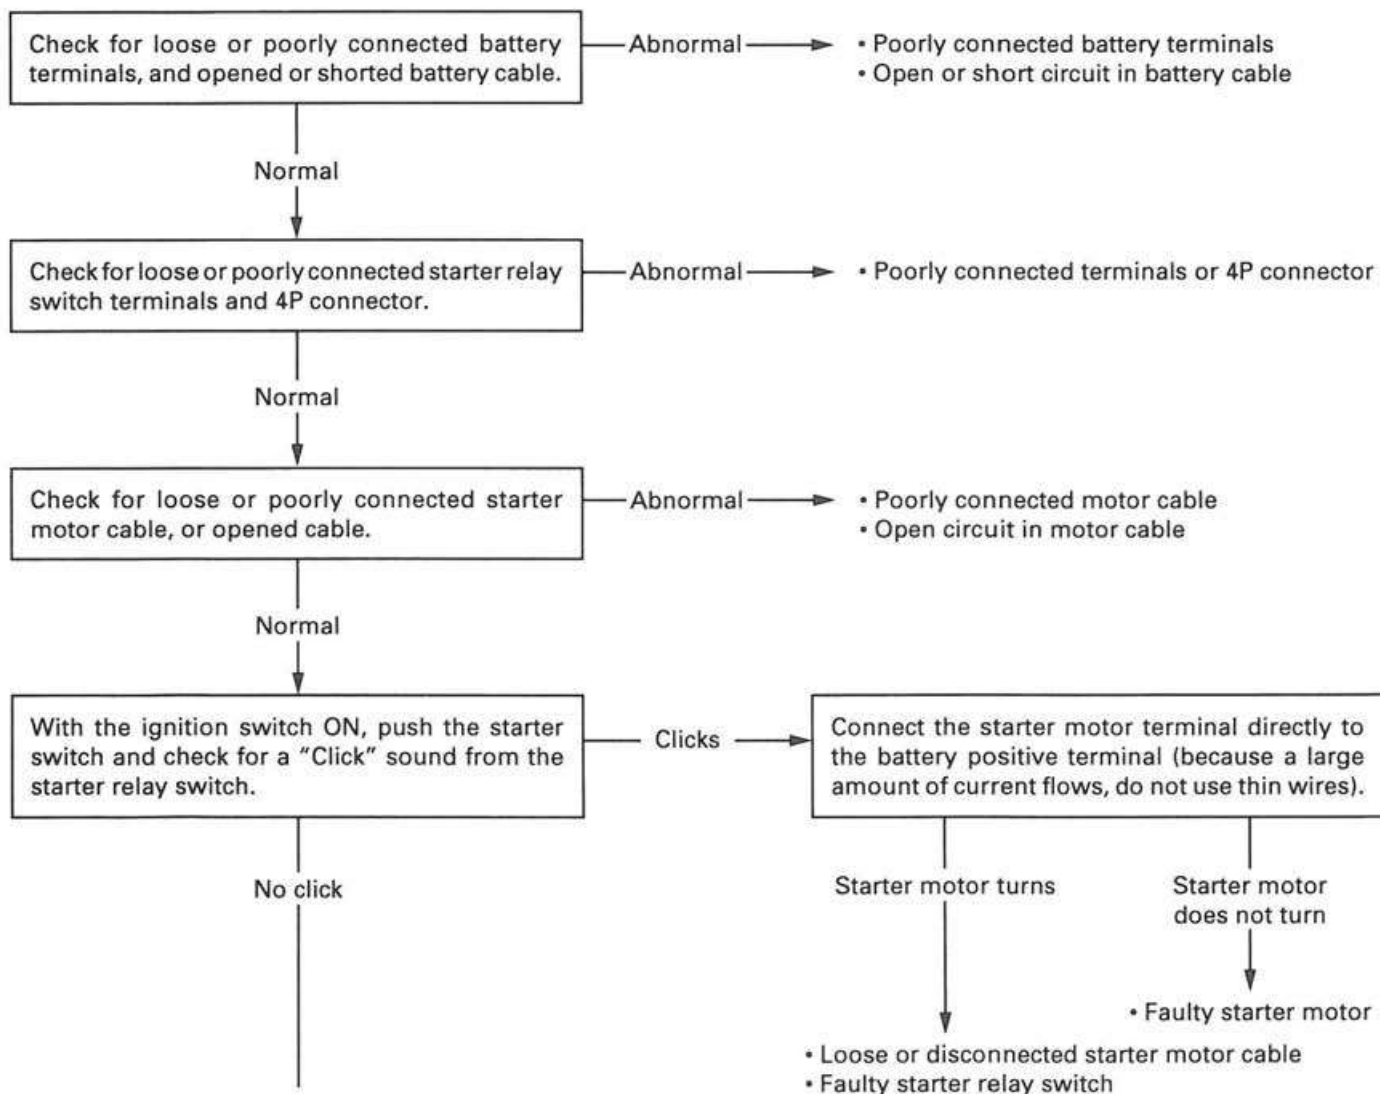 Check for loose or poorly connected battery
terminals, and opened or shorted battery cable.
Abnormal
• Poorly connected battery terminals
• Open or short circuit in battery cable
Normal
Check for loose or poorly connected starter relay
switch terminals and 4P connector.
Abnormal
• Poorly connected terminals or 4P connector
Normal
Check for loose or poorly connected starter
motor cable, or opened cable.
Abnormal
• Poorly connected motor cable
• Open circuit in motor cable
Normal
With the ignition switch ON, push the starter
switch and check for a “Click” sound from the
starter relay switch.
Clicks
Connect the starter motor terminal directly to
the battery positive terminal (because a large
amount of current flows, do not use thin wires).
No click
Starter motor turns
Starter motor
does not turn
• Faulty starter motor
• Loose or disconnected starter motor cable
• Faulty starter relay switch